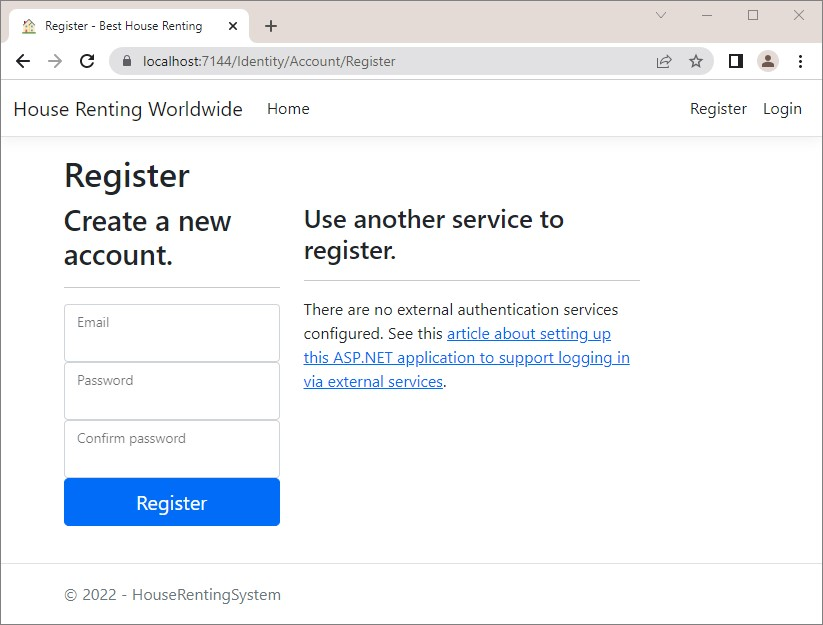 Register - Best House Renting
localhost:7144/Identity/Account/Register
House Renting Worldwide
Home
Register
Login
Register
Create a new
account.
Email
Password
Confirm password
Register
Use another service to
register.
There are no external authentication services
configured. See this article about setting up
this ASP.NET application to support logging in
via external services.
© 2022 - HouseRentingSystem